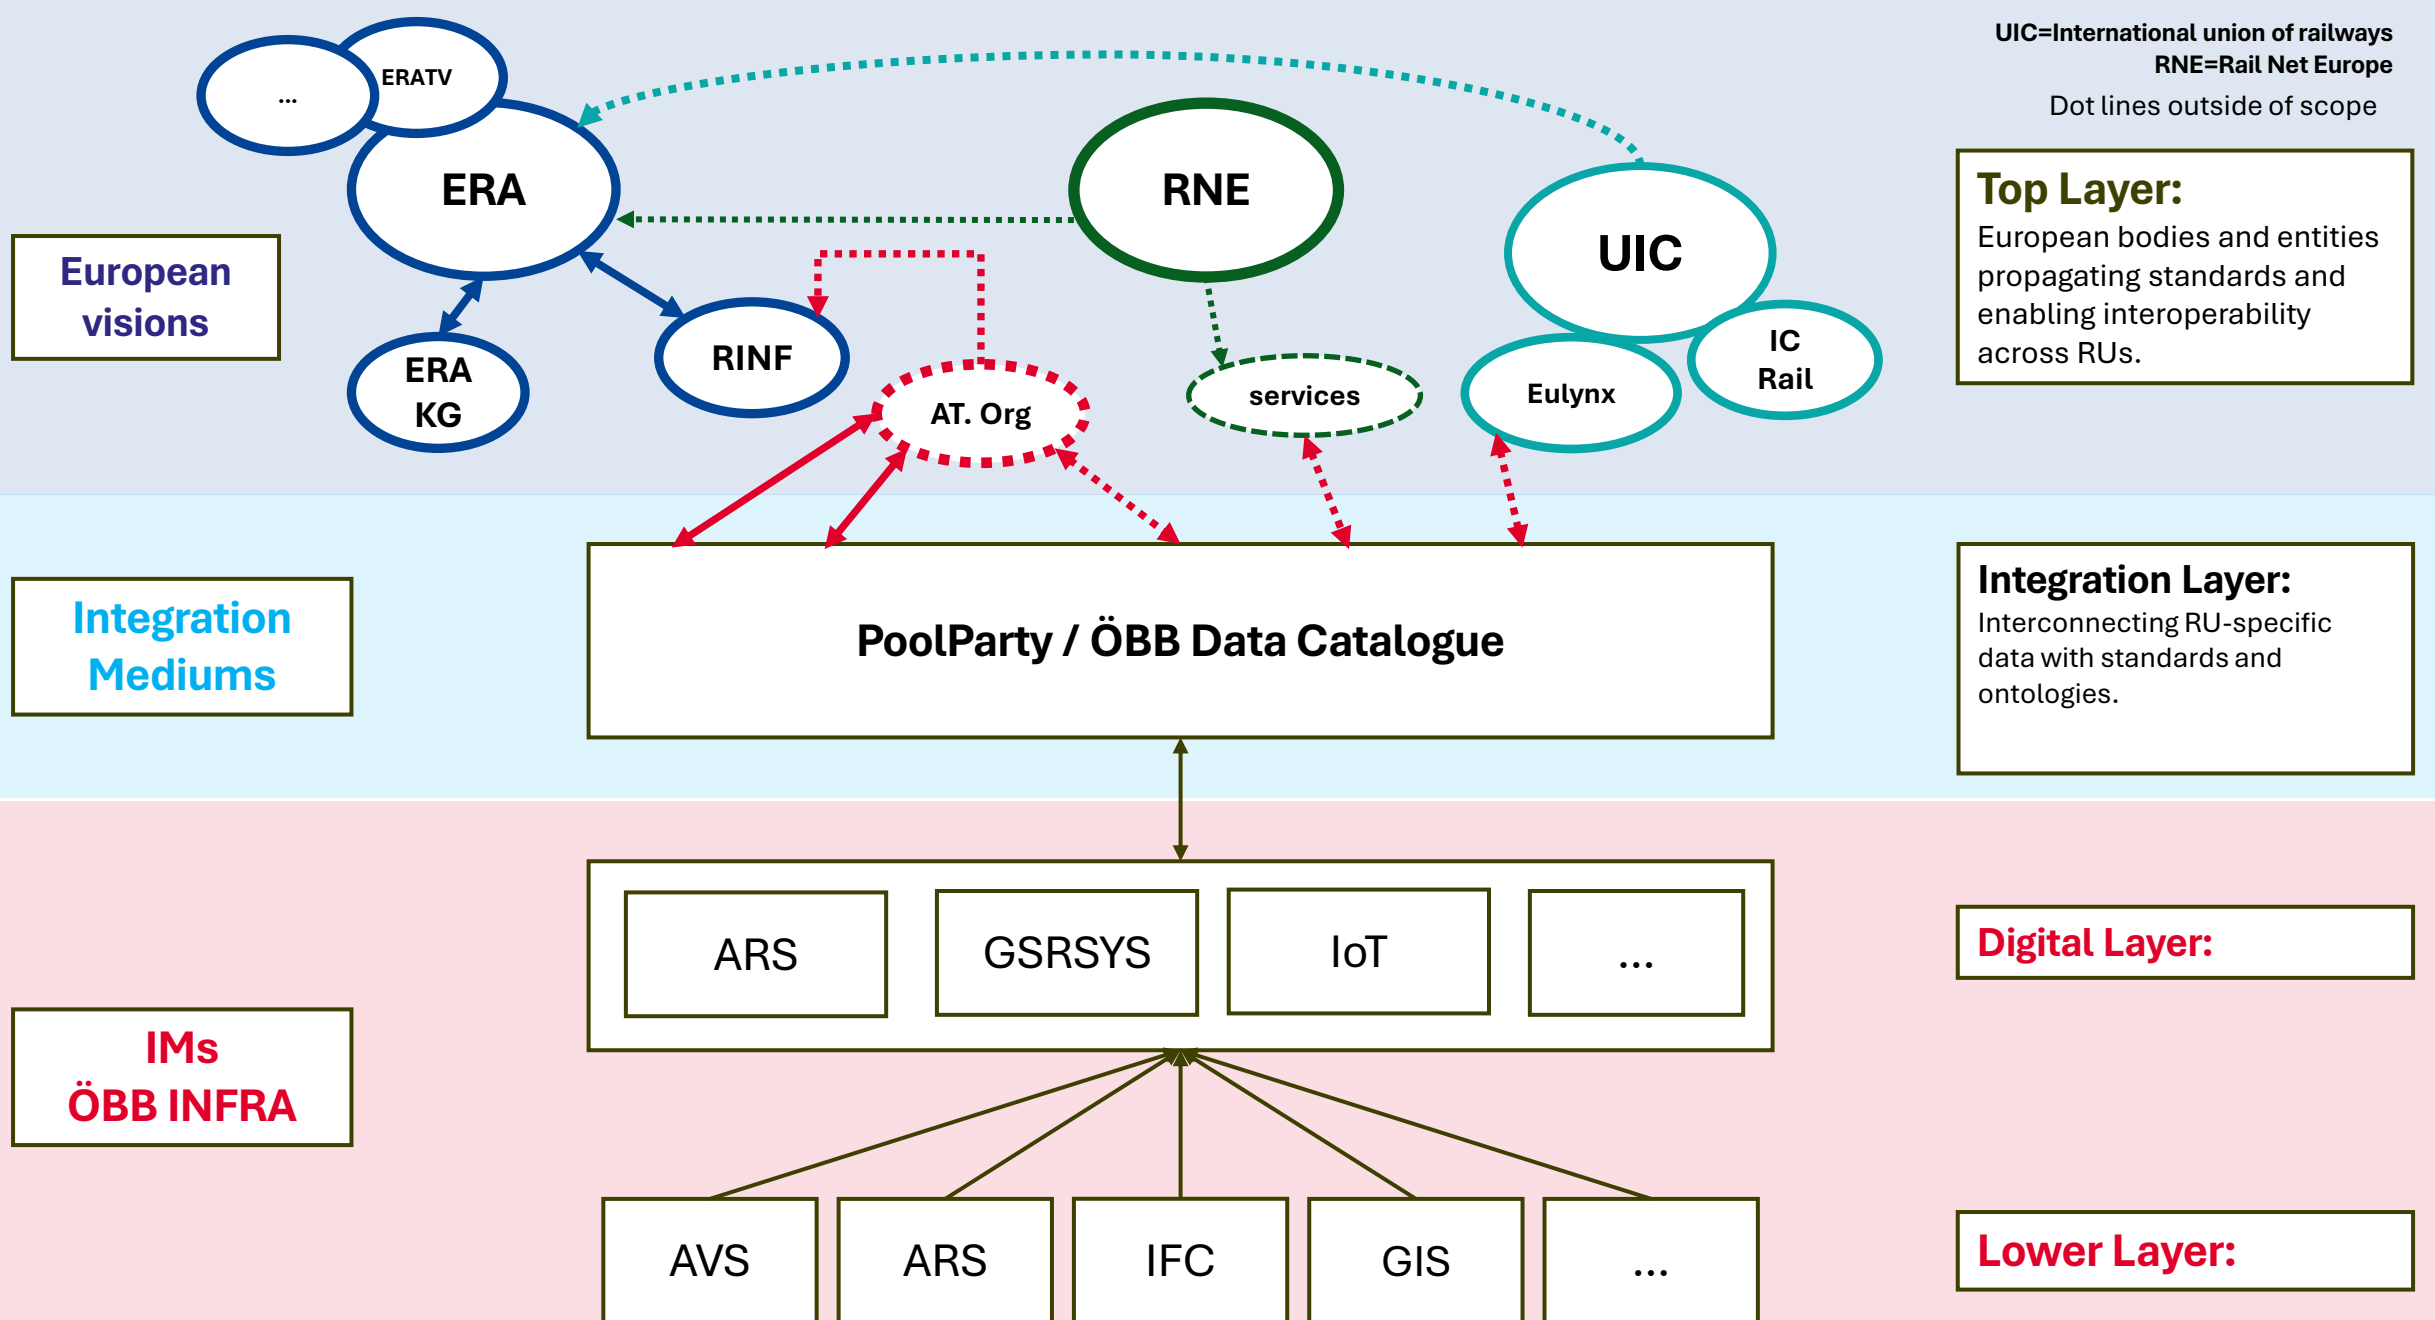 UIC=International union of railways
RNE=Rail Net Europe
Dot lines outside of scope
ERATV
...
ERA
RNE
UIC
Top Layer:
European bodies and entities
propagating standards and
enabling interoperability
across RUs.
European
visions
ERA
KG
RINF
AT. Org
services
Eulynx
IC
Rail
Integration
Mediums
PoolParty / ÖBB Data Catalogue
Integration Layer:
Interconnecting RU-specific
data with standards and
ontologies.
ARS
GSRSYS
IoT
...
Digital Layer:
IMs
ÖBB INFRA
AVS
ARS
IFC
GIS
...
Lower Layer: